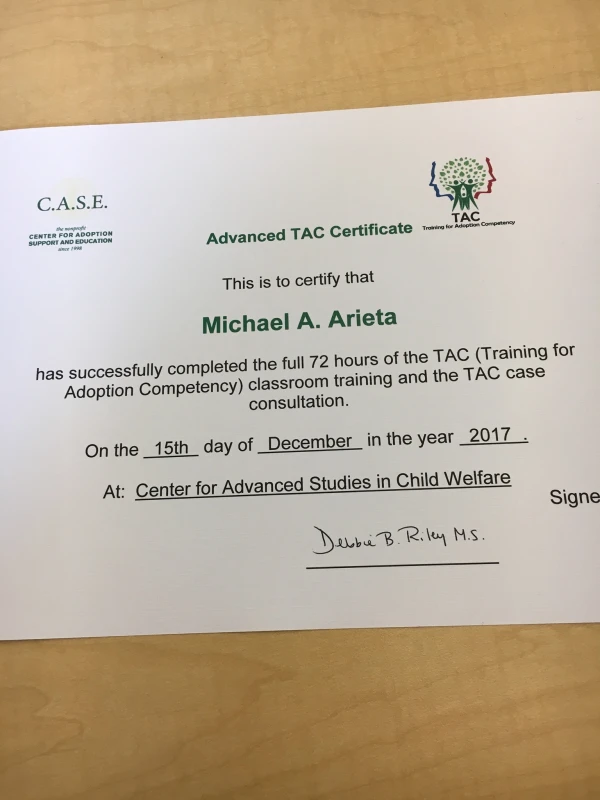 C.A.S.E.
the nonprofit
CENTER FOR ADOPTION
SUPPORT AND EDUCATION
since 1998
TAC
Training for Adoption Competency
Advanced TAC Certificate
This is to certify that
Michael A. Arieta
has successfully completed the full 72 hours of the TAC (Training for
Adoption Competency) classroom training and the TAC case
consultation.
On the 15th day of December in the year 2017 .
At: Center for Advanced Studies in Child Welfare
Signe
Debbie B. Riley M.S.